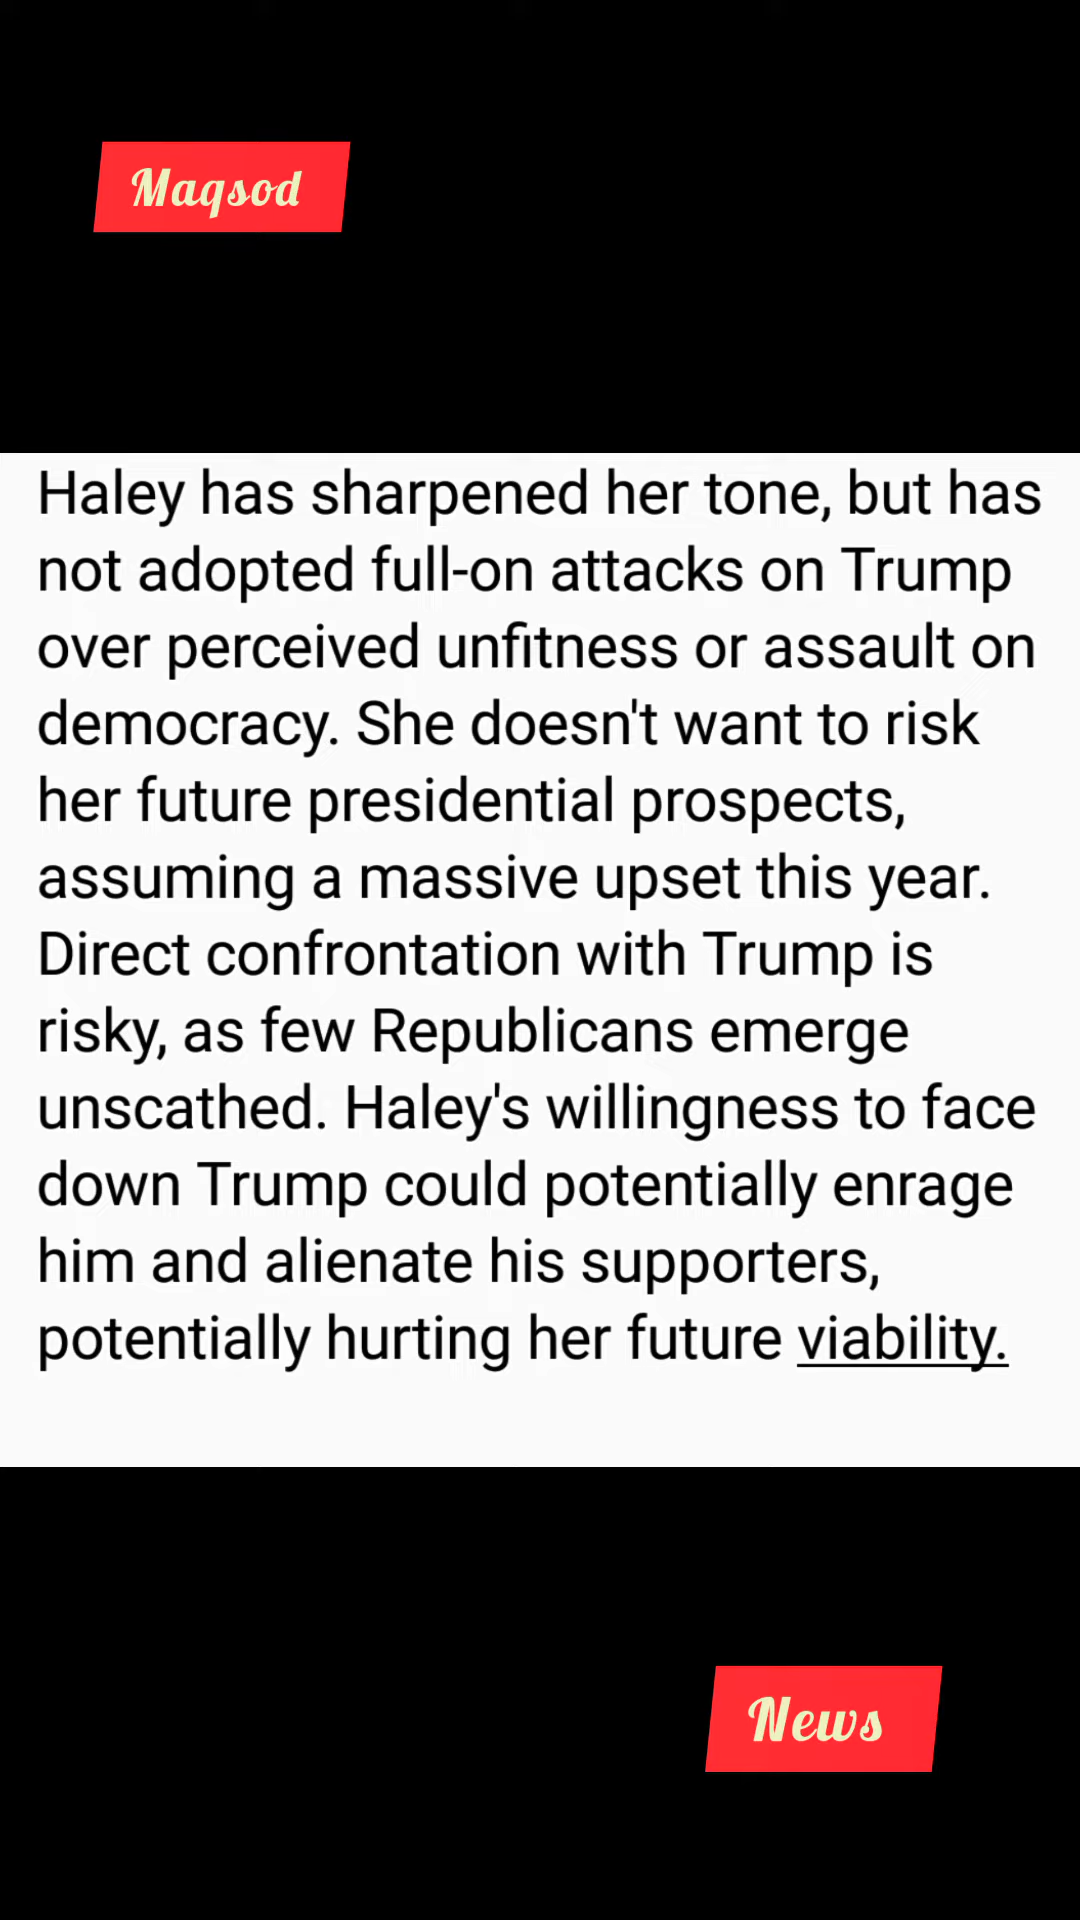 Maqsod
Haley has sharpened her tone, but has
not adopted full-on attacks on Trump
over perceived unfitness or assault on
democracy. She doesn't want to risk
her future presidential prospects,
assuming a massive upset this year.
Direct confrontation with Trump is
risky, as few Republicans emerge
unscathed. Haley's willingness to face
down Trump could potentially enrage
him and alienate his supporters,
potentially hurting her future viability.
News